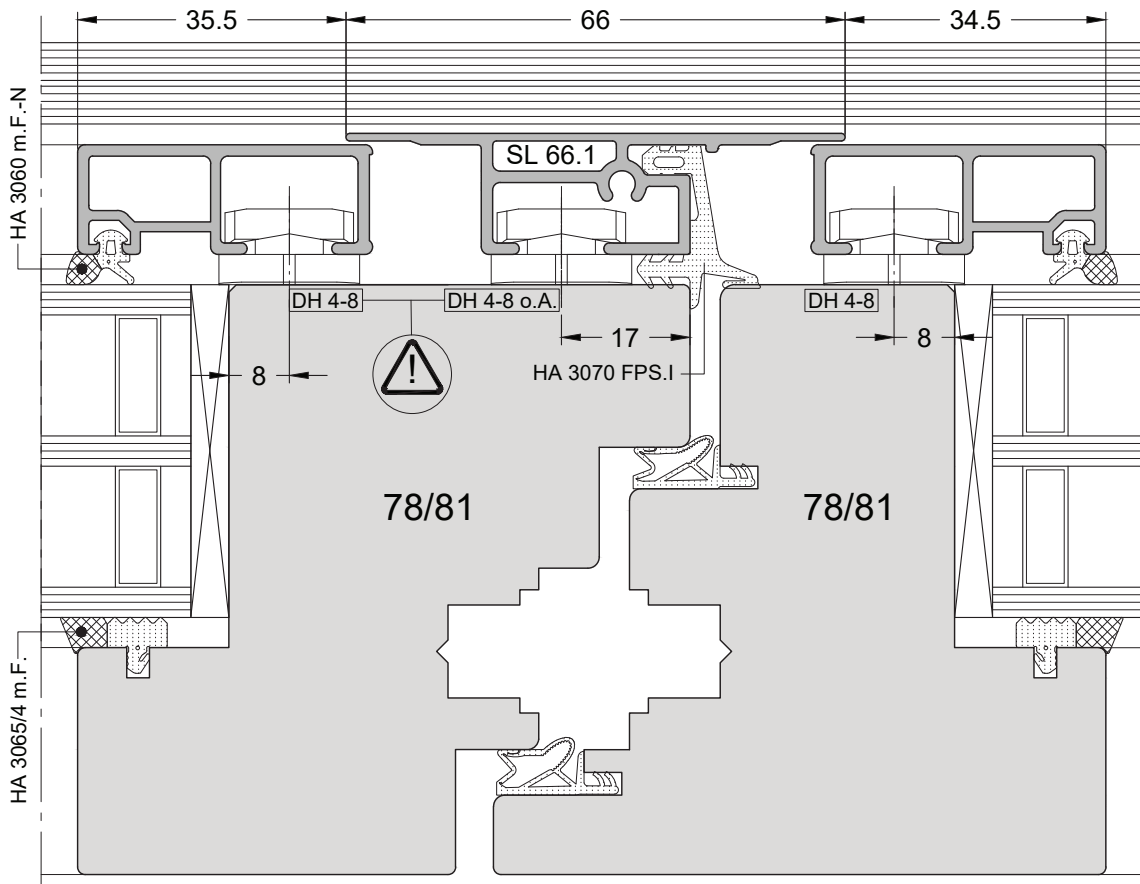 35.5
66
34.5
HA 3060 m.F.-N
SL 66.1
DH 4-8
DH 4-8 o.A.
DH 4-8
17
8
8
HA 3070 FPS.I
!
78/81
78/81
HA 3065/4 m.F.